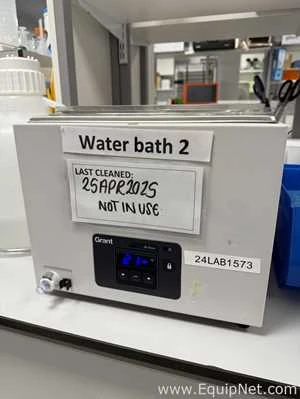 Water bath 2
LAST CLEANED:
25APR2025
NOT IN USE
Grant
24LAB1573
www.EquipNet.com